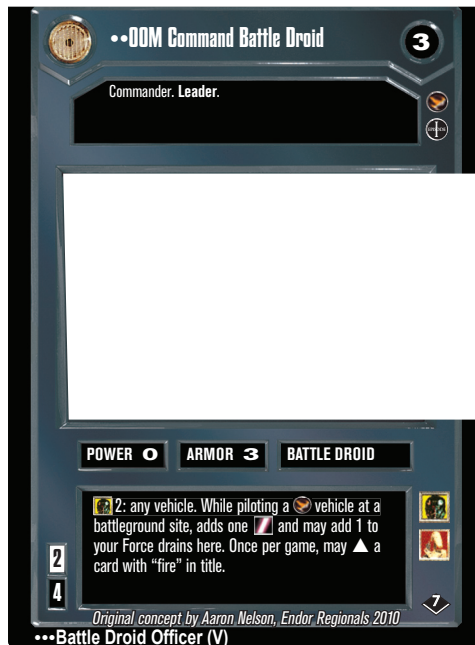 ••OOM Command Battle Droid
3
Commander. Leader.
EPISODE I
POWER 0 ARMOR 3 BATTLE DROID
2: any vehicle. While piloting a vehicle at a
battleground site, adds one and may add 1 to
your Force drains here. Once per game, may ▲ a
card with “fire” in title.
2
4
7
Original concept by Aaron Nelson, Endor Regionals 2010
•••Battle Droid Officer (V)